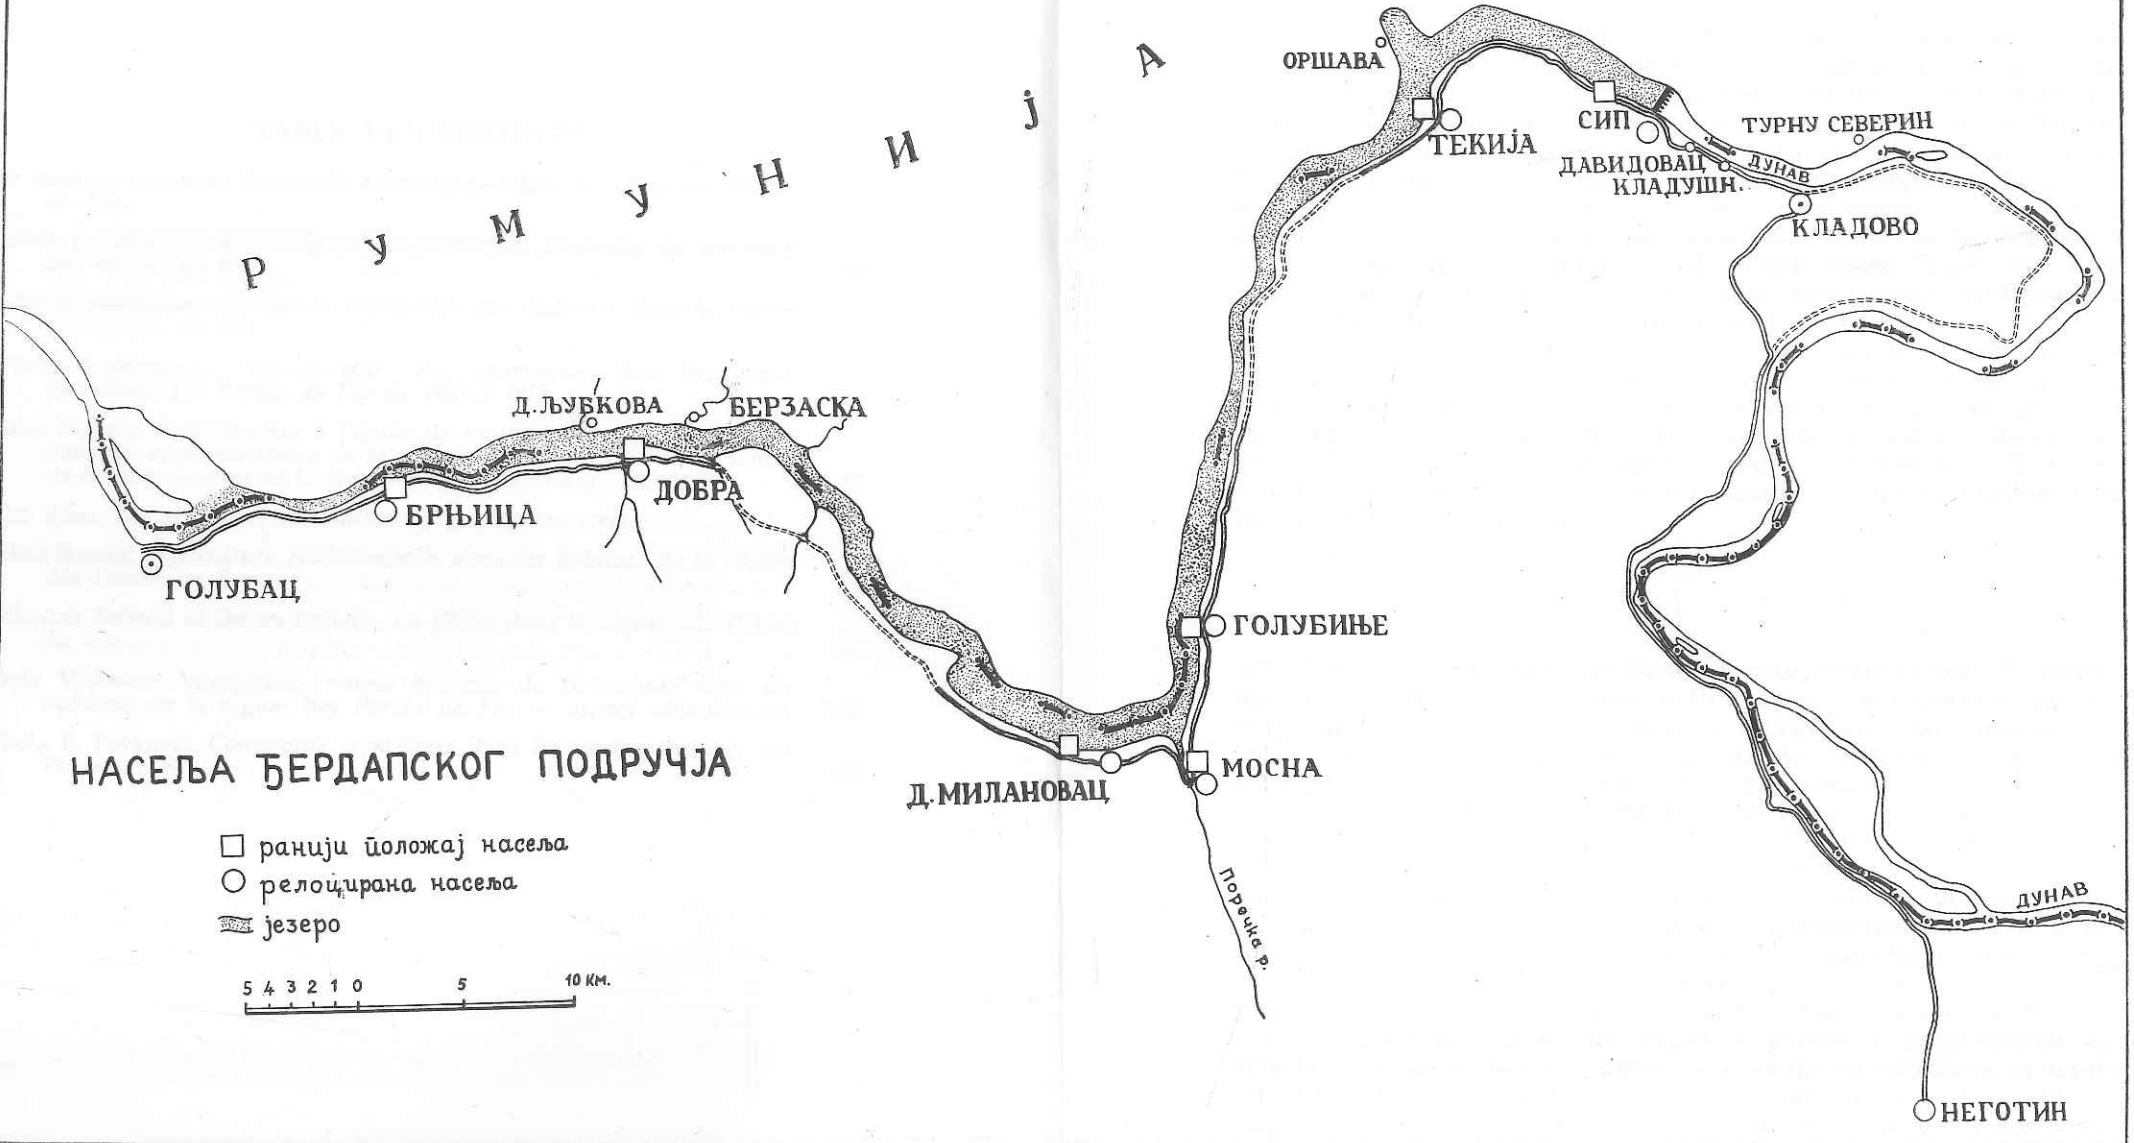 РУМУНИЈА
ОРШАВА
ТЕКИЈА
СИП
ТУРНУ СЕВЕРИН
ДАВИДОВАЦ
ДУНАВ
КЛАДУШН.
КЛАДОВО
Д. ЉУБКОВА
БЕРЗАСКА
ДОБРА
БРЊИЦА
ГОЛУБАЦ
ГОЛУБИЊЕ
МОСНА
Д. МИЛАНОВАЦ
Поречка р.
ДУНАВ
НЕГОТИН
НАСЕЉА ЂЕРДАПСКОГ ПОДРУЧЈА
ранији положај насеља
релоцирана насеља
језеро
5 4 3 2 1 0 5 10 КМ.